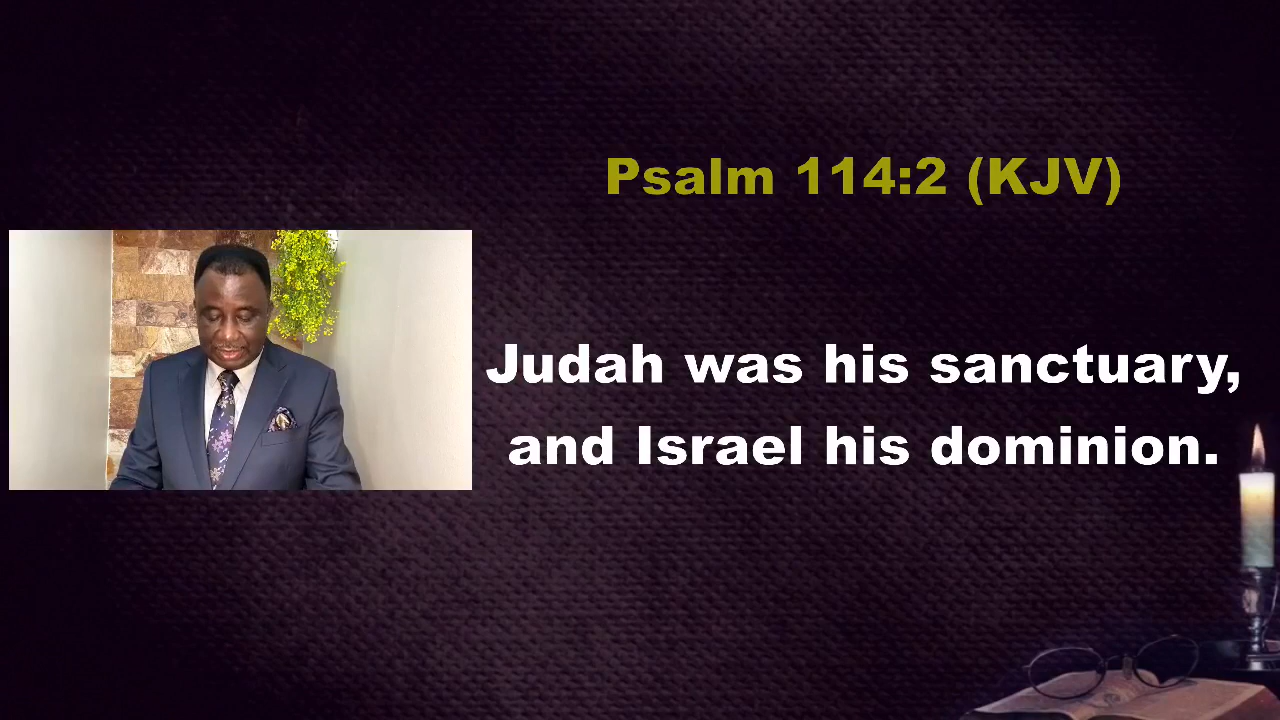 Psalm 114:2 (KJV)
Judah was his sanctuary,
and Israel his dominion.